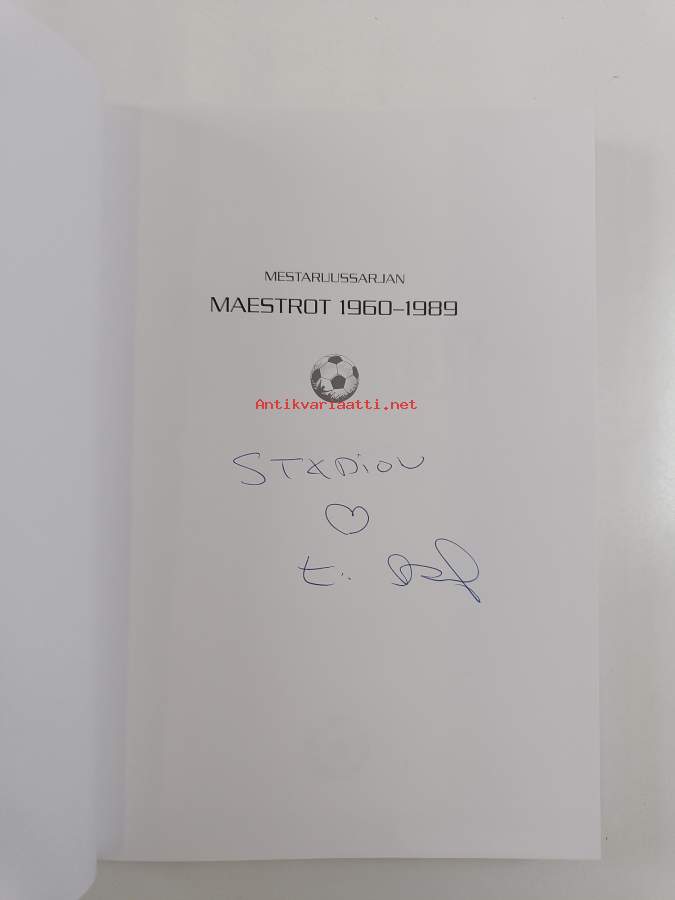 MESTARUUSSARJAN
MAESTROT 1960–1989
Antikvariaatti.net
STADION
t: